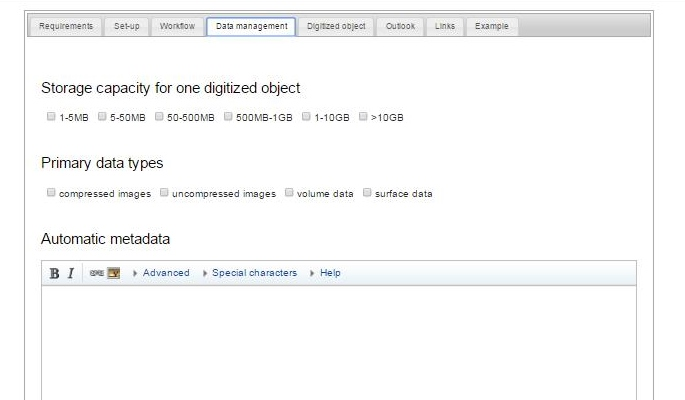 Requirements Set-up Workflow Data management Digitized object Outlook Links Example
Storage capacity for one digitized object
1-5MB 5-50MB 50-500MB 500MB-1GB 1-10GB >10GB
Primary data types
compressed images uncompressed images volume data surface data
Automatic metadata
B I Advanced Special characters Help